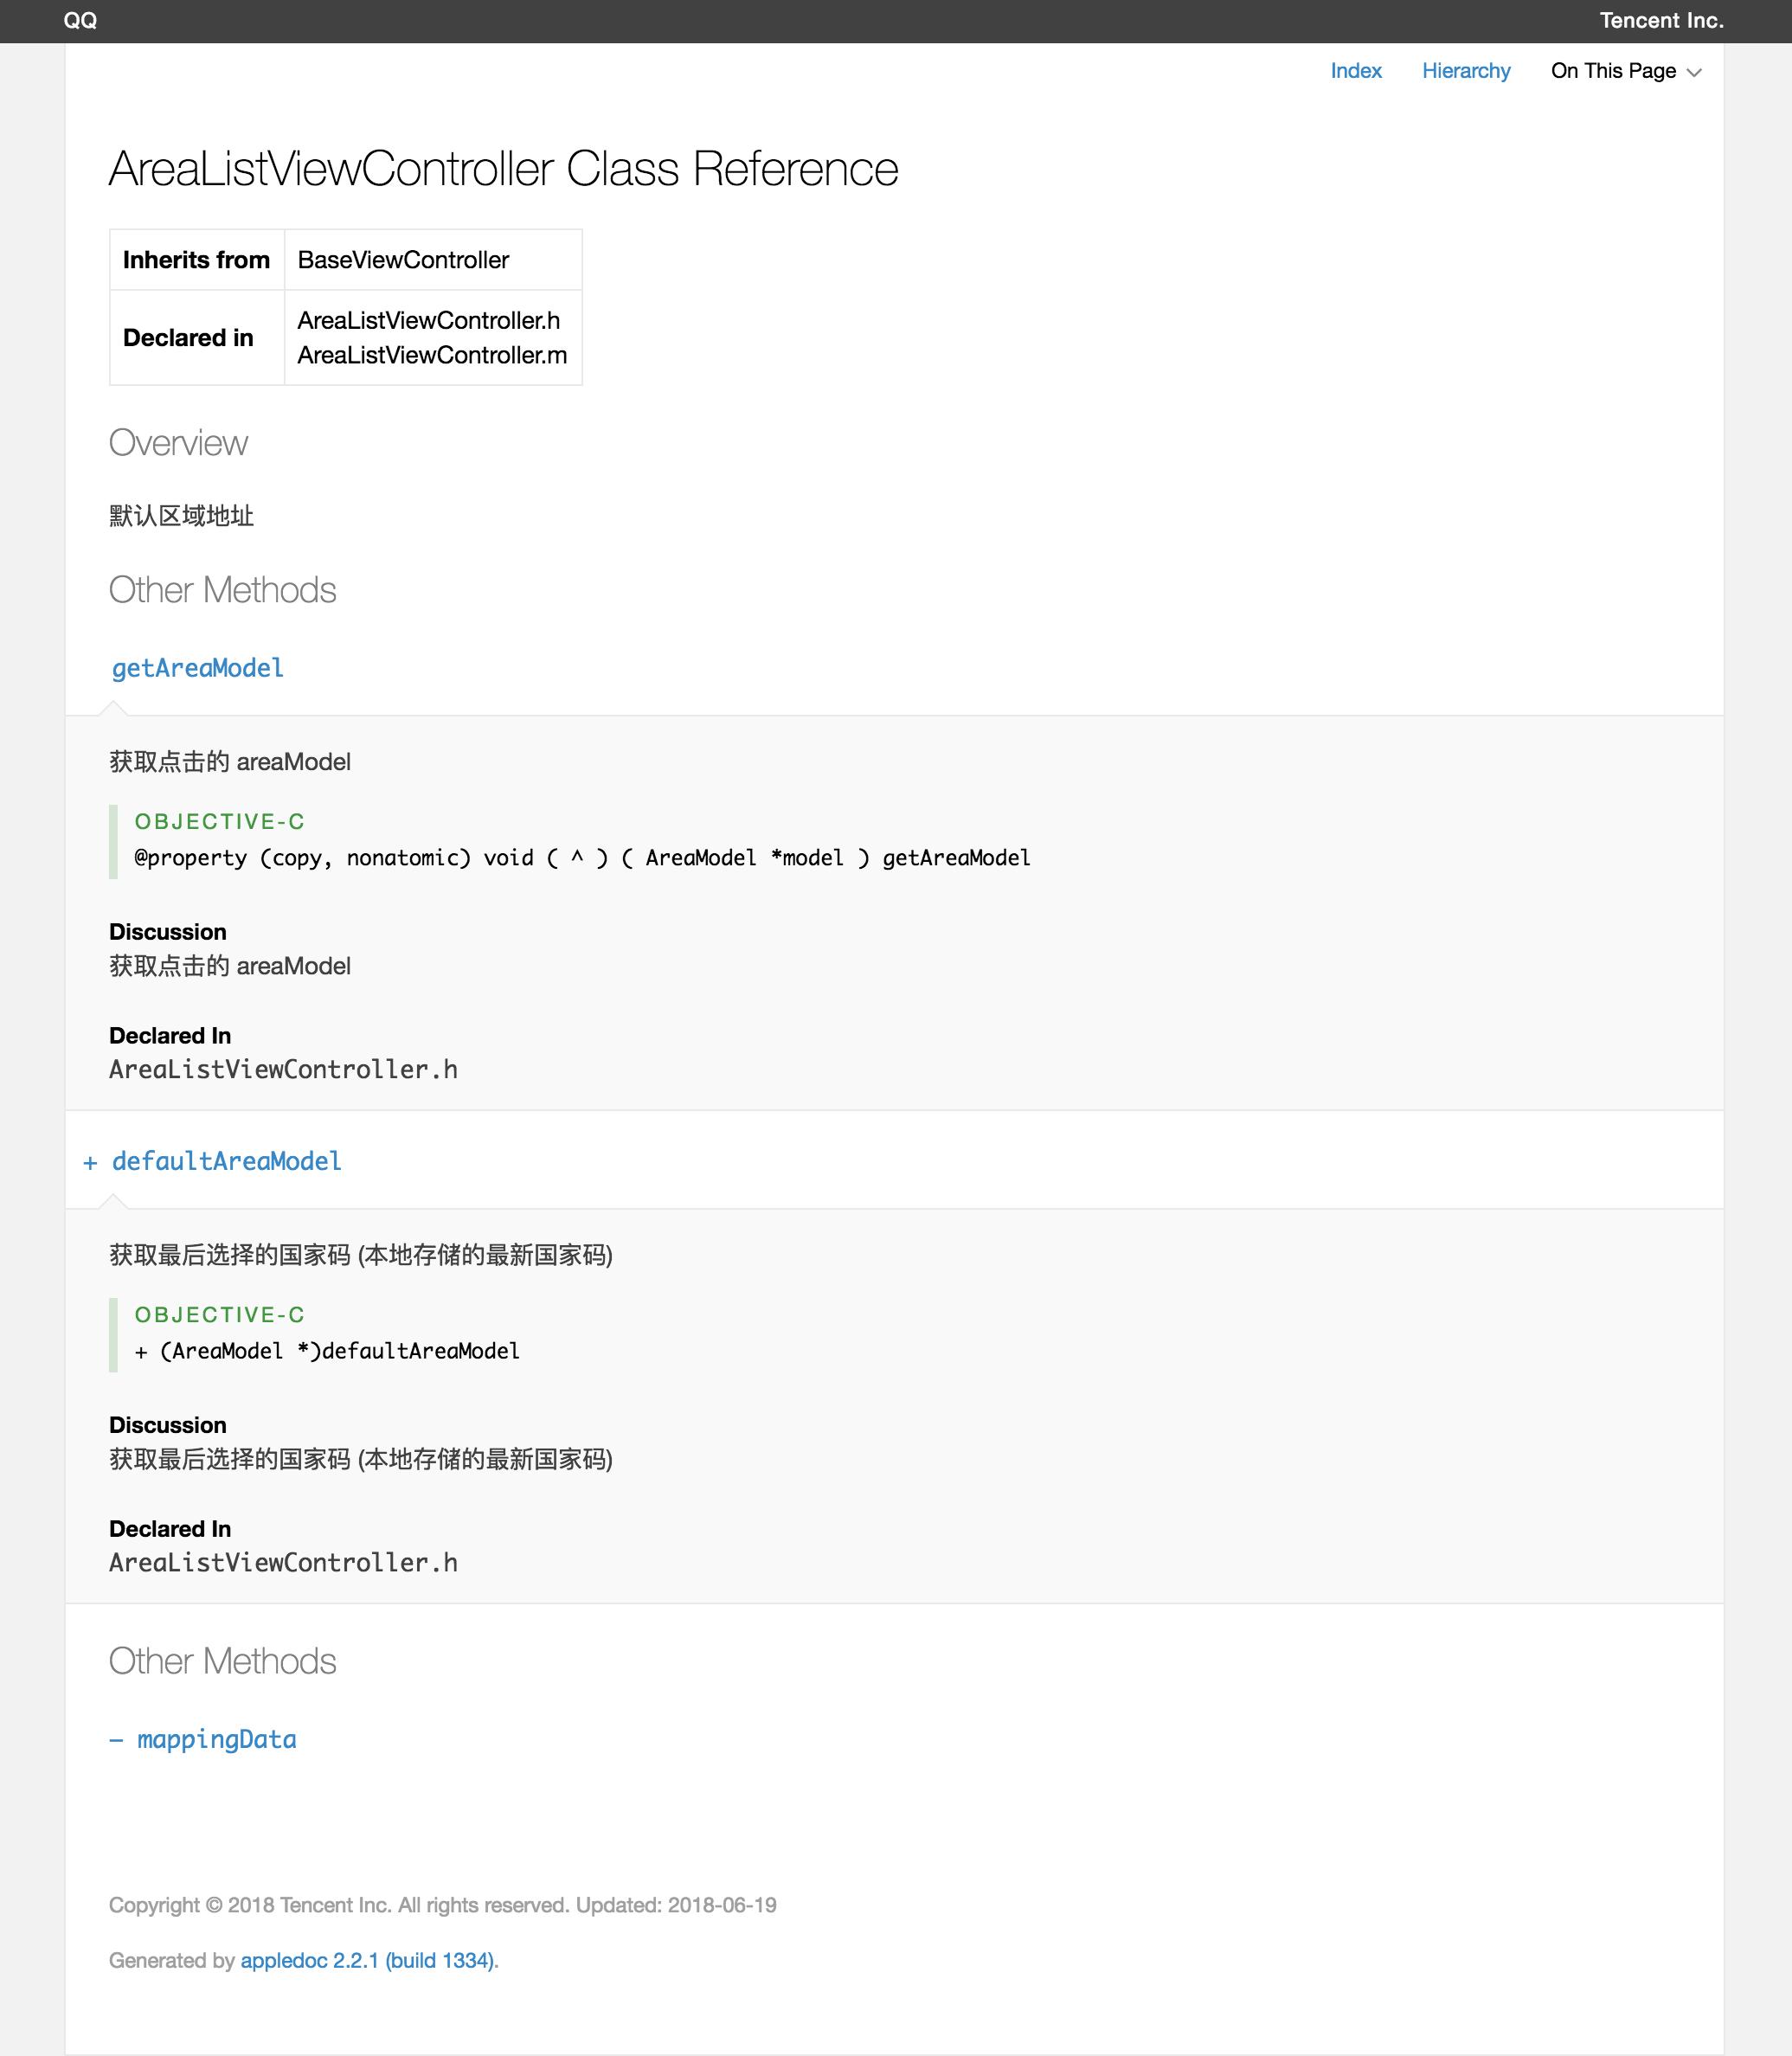 QQ
Tencent Inc.
Index Hierarchy On This Page
AreaListViewController Class Reference
Inherits from BaseViewController
Declared in AreaListViewController.h
AreaListViewController.m
Overview
默认区域地址
Other Methods
getAreaModel
获取点击的 areaModel
OBJECTIVE-C
@property (copy, nonatomic) void ( ^ ) ( AreaModel *model ) getAreaModel
Discussion
获取点击的 areaModel
Declared In
AreaListViewController.h
+ defaultAreaModel
获取最后选择的国家码 (本地存储的最新国家码)
OBJECTIVE-C
+ (AreaModel *)defaultAreaModel
Discussion
获取最后选择的国家码 (本地存储的最新国家码)
Declared In
AreaListViewController.h
Other Methods
– mappingData
Copyright © 2018 Tencent Inc. All rights reserved. Updated: 2018-06-19
Generated by appledoc 2.2.1 (build 1334).